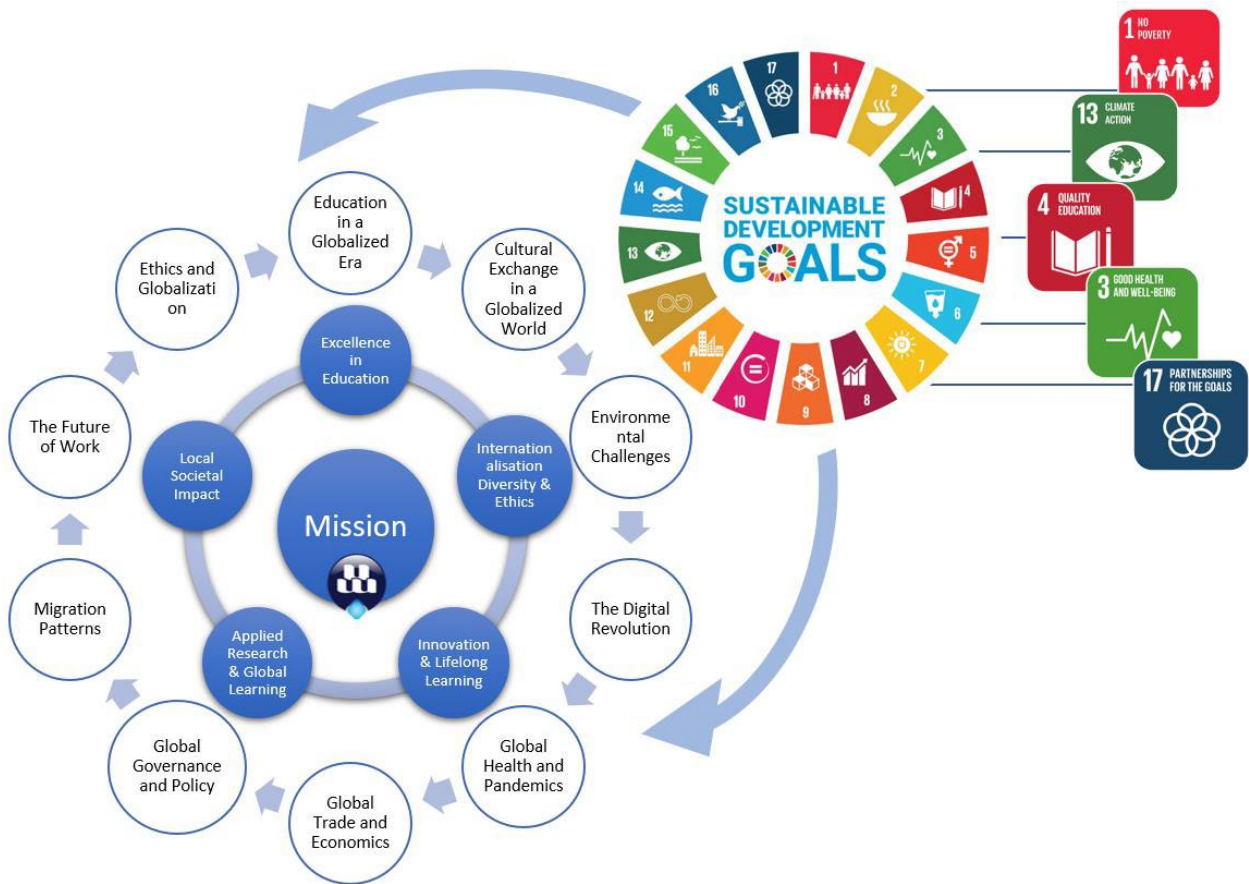 1 NO
POVERTY
13 CLIMATE
ACTION
4 QUALITY
EDUCATION
3 GOOD HEALTH
AND WELL-BEING
17 PARTNERSHIPS
FOR THE GOALS
1
2
3
4
5
6
7
8
9
10
11
12
13
14
15
16
17
SUSTAINABLE
DEVELOPMENT
GOALS
Education
in a
Globalized
Era
Cultural
Exchange
in a
Globalized
World
Environme
ntal
Challenges
The Digital
Revolution
Global
Health and
Pandemics
Global
Trade and
Economics
Global
Governance
and Policy
Migration
Patterns
The Future
of Work
Ethics and
Globalizati
on
Excellence
in
Education
Internation
alisation
Diversity &
Ethics
Innovation
& Lifelong
Learning
Applied
Research
& Global
Learning
Local
Societal
Impact
Mission